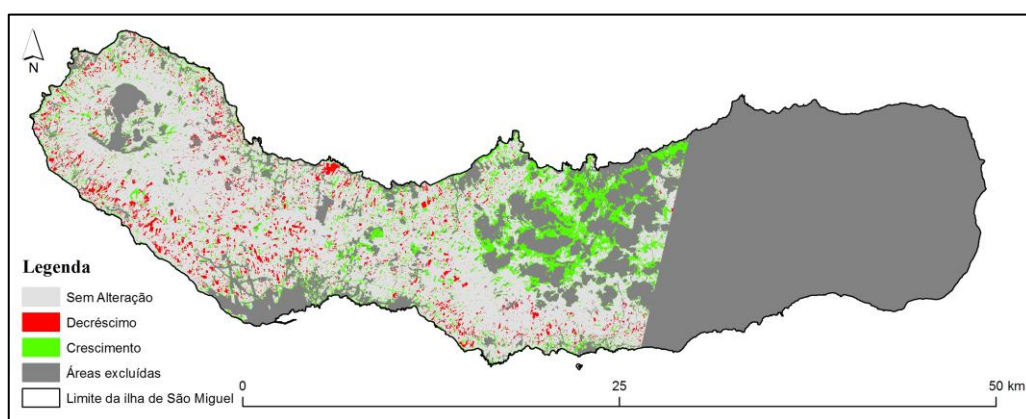 N
Legenda
Sem Alteração
Decréscimo
Crescimento
Áreas excluídas
Limite da ilha de São Miguel
0 25 50 km